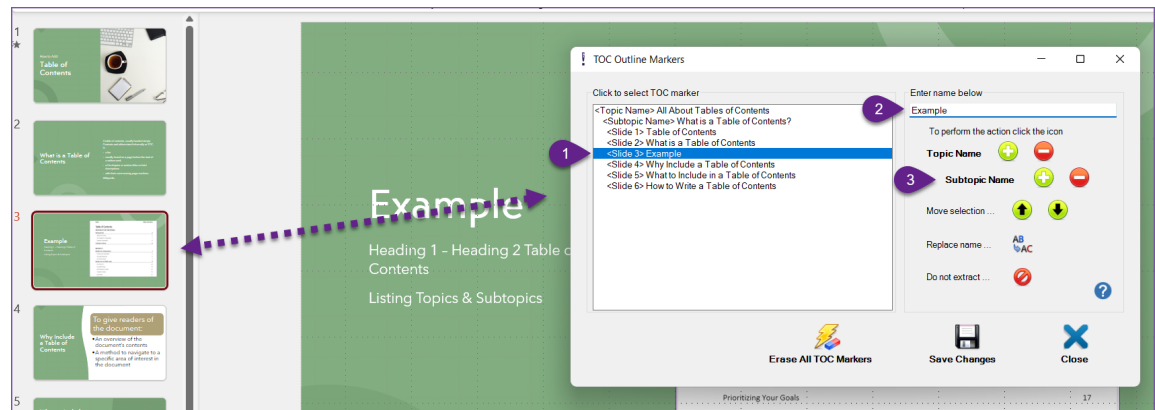 1
Table of
Contents
2
What is a Table of
Contents
3
Example
4
Why Include
a Table of
Contents
To give readers of
the document:
•An overview of the
document's contents
•A method to navigate to a
specific area of interest in
the document
5
Example
Heading 1 - Heading 2 Table
Contents
Listing Topics & Subtopics
TOC Outline Markers
Click to select TOC marker
<Topic Name> All About Tables of Contents
<Subtopic Name> What is a Table of Contents?
<Slide 1> Table of Contents
<Slide 2> What is a Table of Contents
1
<Slide 3> Example
<Slide 4> Why Include a Table of Contents
<Slide 5> What to Include in a Table of Contents
<Slide 6> How to Write a Table of Contents
Enter name below
2
Example
To perform the action click the icon
Topic Name
3
Subtopic Name
Move selection ...
Replace name ...
AB
AC
Do not extract ...
?
Erase All TOC Markers
Save Changes
Close
Prioritizing Your Goals 17